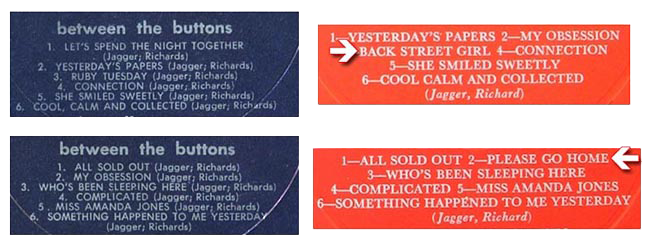 between the buttons
1. LET'S SPEND THE NIGHT TOGETHER
(Jagger; Richards)
2. YESTERDAY'S PAPERS (Jagger; Richards)
3. RUBY TUESDAY (Jagger; Richards)
4. CONNECTION (Jagger; Richards)
5. SHE SMILED SWEETLY (Jagger; Richards)
6. COOL, CALM AND COLLECTED (Jagger; Richards)
1—YESTERDAY'S PAPERS 2—MY OBSESSION
BACK STREET GIRL 4—CONNECTION
5—SHE SMILED SWEETLY
6—COOL CALM AND COLLECTED
(Jagger, Richard)
between the buttons
1. ALL SOLD OUT (Jagger; Richards)
2. MY OBSESSION (Jagger; Richards)
3. WHO'S BEEN SLEEPING HERE (Jagger; Richards)
4. COMPLICATED (Jagger; Richards)
5. MISS AMANDA JONES (Jagger; Richards)
6. SOMETHING HAPPENED TO ME YESTERDAY
(Jagger; Richards)
1—ALL SOLD OUT 2—PLEASE GO HOME
3—WHO'S BEEN SLEEPING HERE
4—COMPLICATED 5—MISS AMANDA JONES
6—SOMETHING HAPPENED TO ME YESTERDAY
(Jagger, Richard)